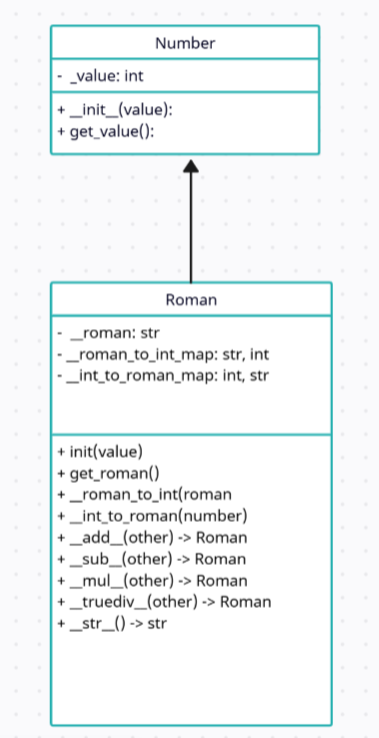 Number
- _value: int
+ __init__(value):
+ get_value():
Roman
- __roman: str
- __roman_to_int_map: str, int
- __int_to_roman_map: int, str
+ init(value)
+ get_roman()
+ __roman_to_int(roman
+ __int_to_roman(number)
+ __add__(other) -> Roman
+ __sub__(other) -> Roman
+ __mul__(other) -> Roman
+ __truediv__(other) -> Roman
+ __str__() -> str